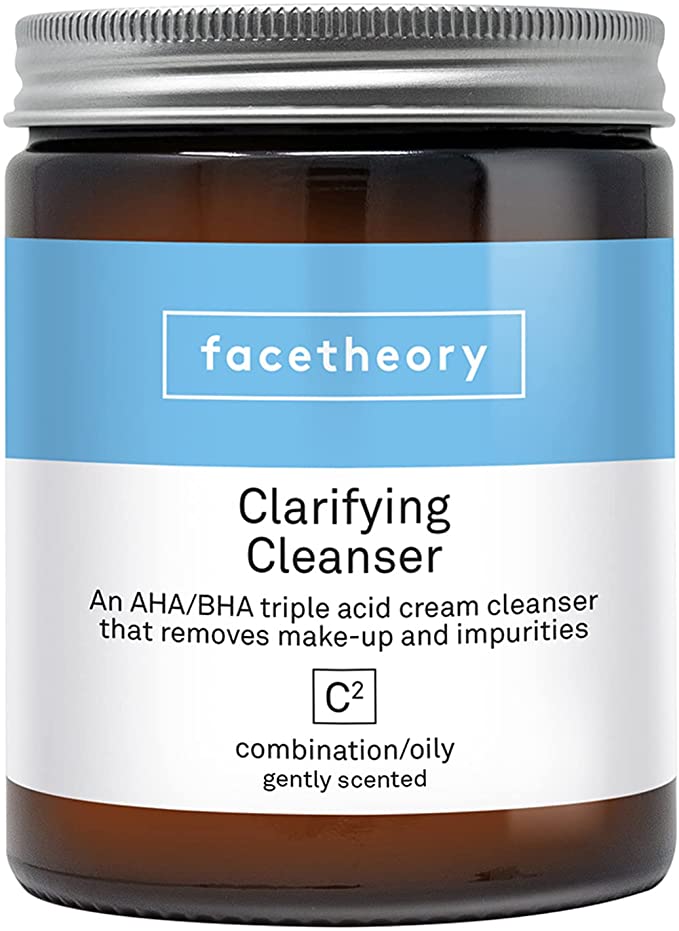 facetheory
Clarifying
Cleanser
An AHA/BHA triple acid cream cleanser
that removes make-up and impurities
C²
combination/oily
gently scented